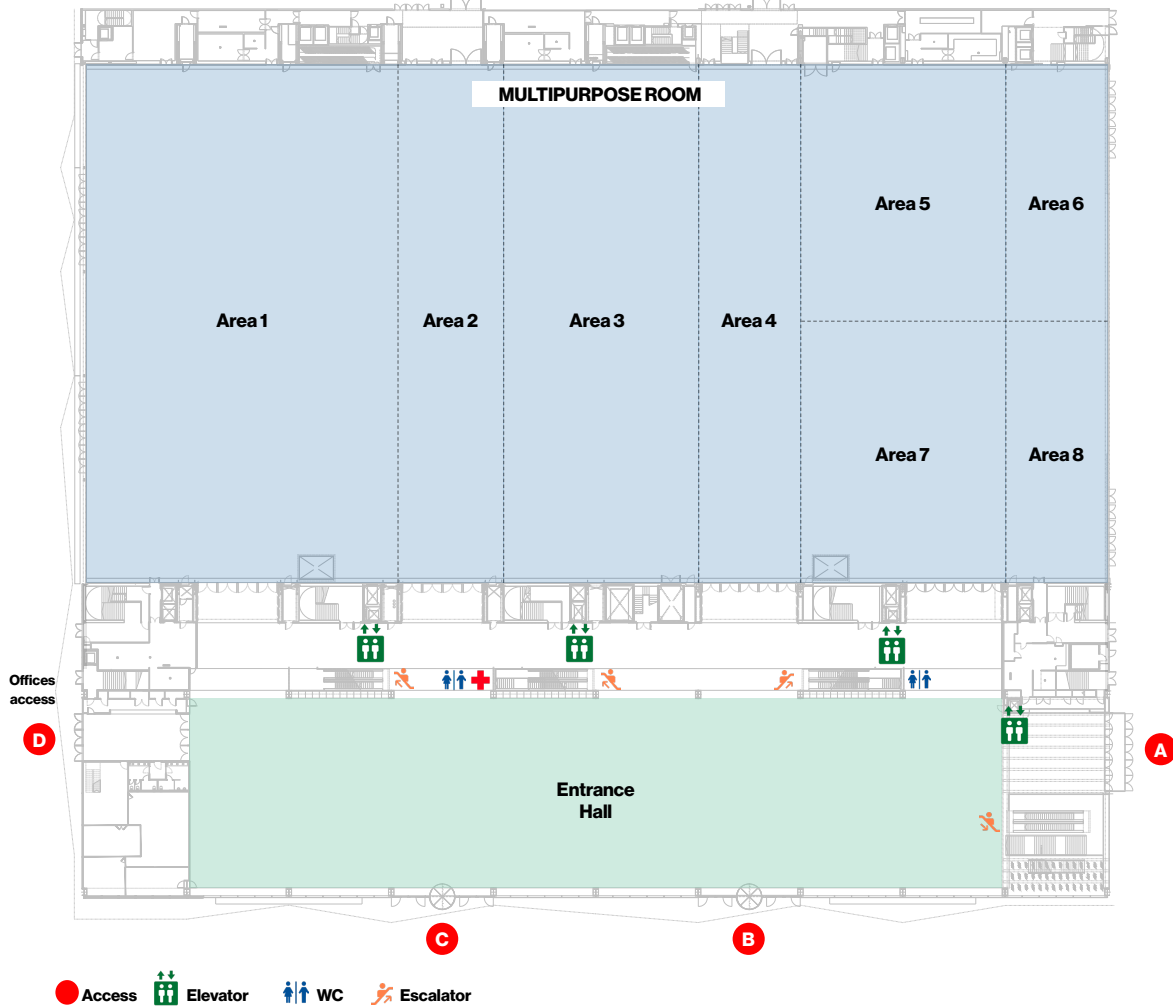 MULTIPURPOSE ROOM
Area 5
Area 6
Area 1
Area 2
Area 3
Area 4
Area 7
Area 8
Offices
access
D
A
Entrance
Hall
C
B
Access
Elevator
WC
Escalator